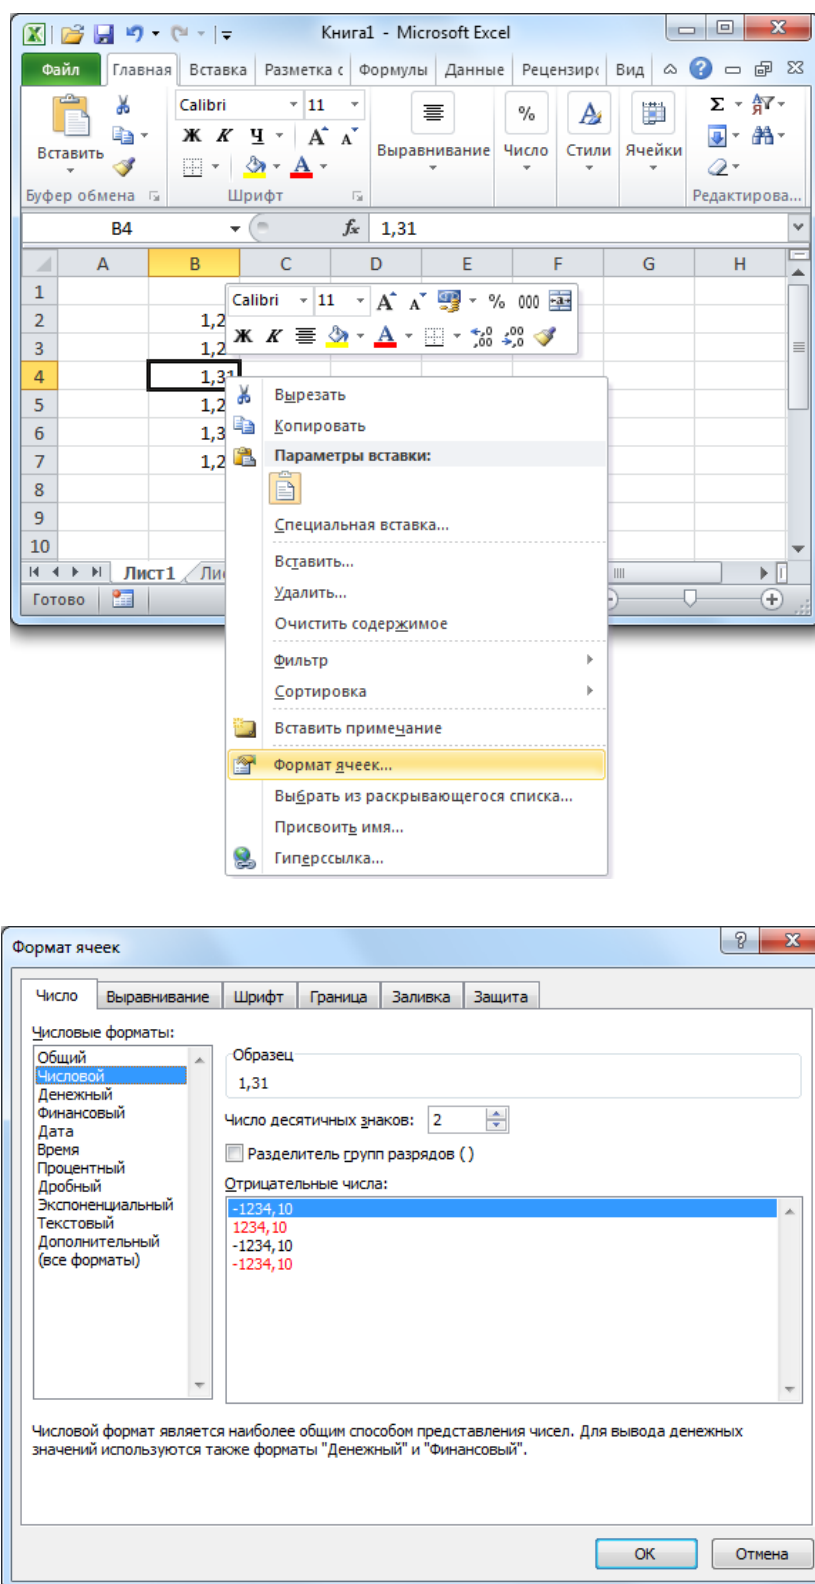 Книга1 - Microsoft Excel
Файл Главная Вставка Разметка с Формулы Данные Рецензирс Вид
Calibri 11
Ж К Ч А А
Вставить Выравнивание Число Стили Ячейки
Буфер обмена Шрифт Редактирова...
B4 fx 1,31
A B C D E F G H
1
2 1,2
3 1,2
4 1,31
5 1,2
6 1,3
7 1,2
8
9
10
Calibri 11 A A % 000
Ж К А
Вырезать
Копировать
Параметры вставки:
Специальная вставка...
Вставить...
Удалить...
Очистить содержимое
Фильтр
Сортировка
Вставить примечание
Формат ячеек...
Выбрать из раскрывающегося списка...
Присвоить имя...
Гиперссылка...
Лист1 Ли
Готово
Формат ячеек
Число Выравнивание Шрифт Граница Заливка Защита
Числовые форматы:
Общий
Числовой
Денежный
Финансовый
Дата
Время
Процентный
Дробный
Экспоненциальный
Текстовый
Дополнительный
(все форматы)
Образец
1,31
Число десятичных знаков: 2
Разделитель групп разрядов ( )
Отрицательные числа:
-1234,10
1234,10
-1234,10
-1234,10
Числовой формат является наиболее общим способом представления чисел. Для вывода денежных
значений используются также форматы "Денежный" и "Финансовый".
ОК Отмена